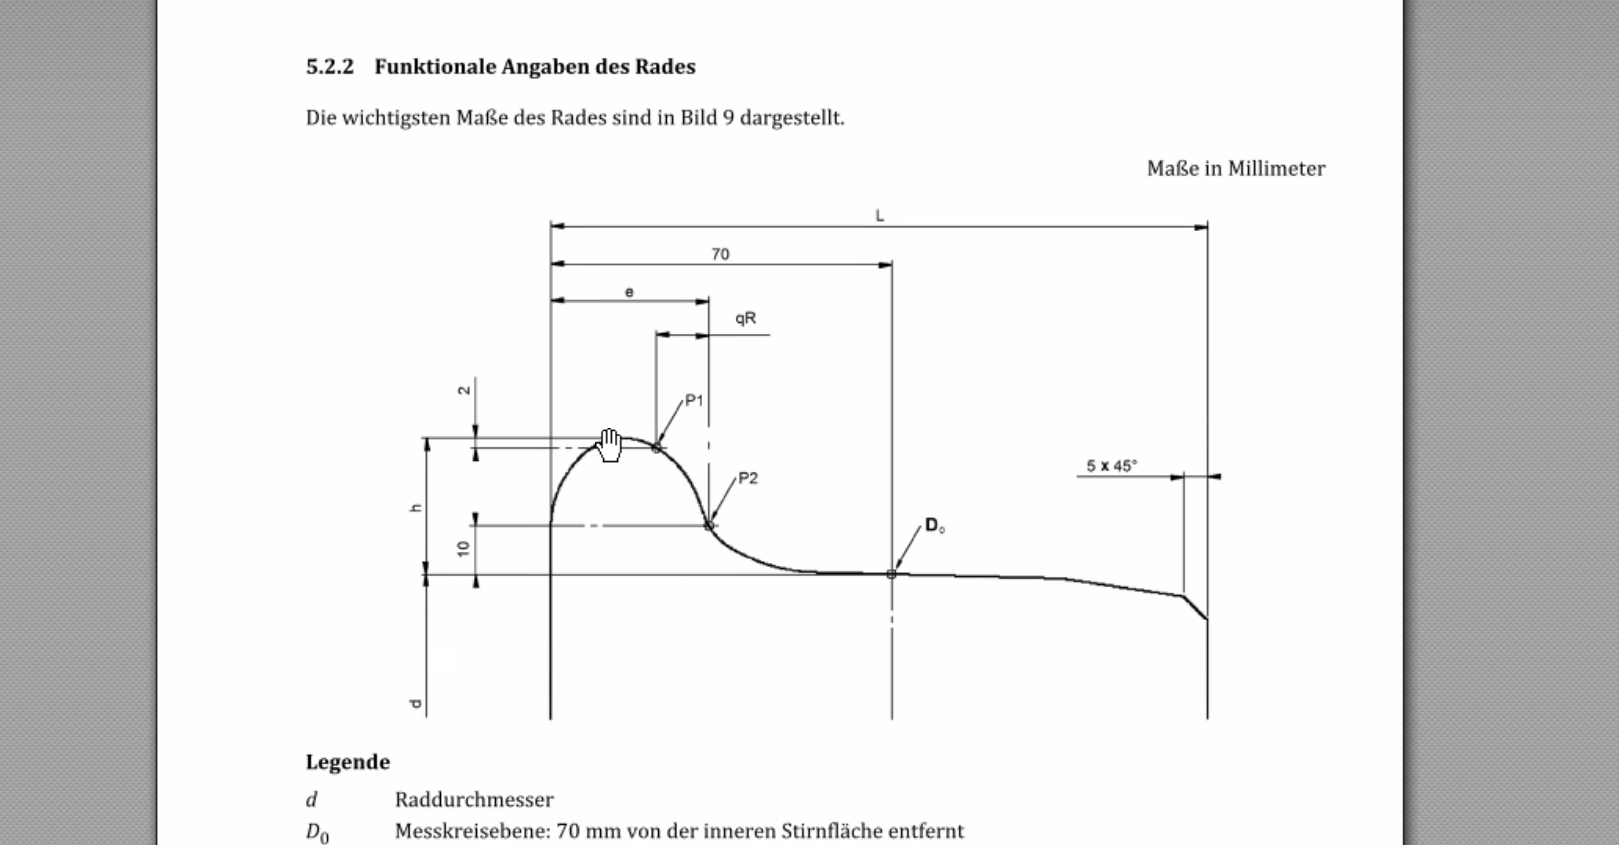 5.2.2 Funktionale Angaben des Rades
Die wichtigsten Maße des Rades sind in Bild 9 dargestellt.
Maße in Millimeter
L
70
e
qR
2
P1
5 x 45°
P2
h
D₀
10
d
Legende
d Raddurchmesser
D₀ Messkreisebene: 70 mm von der inneren Stirnfläche entfernt